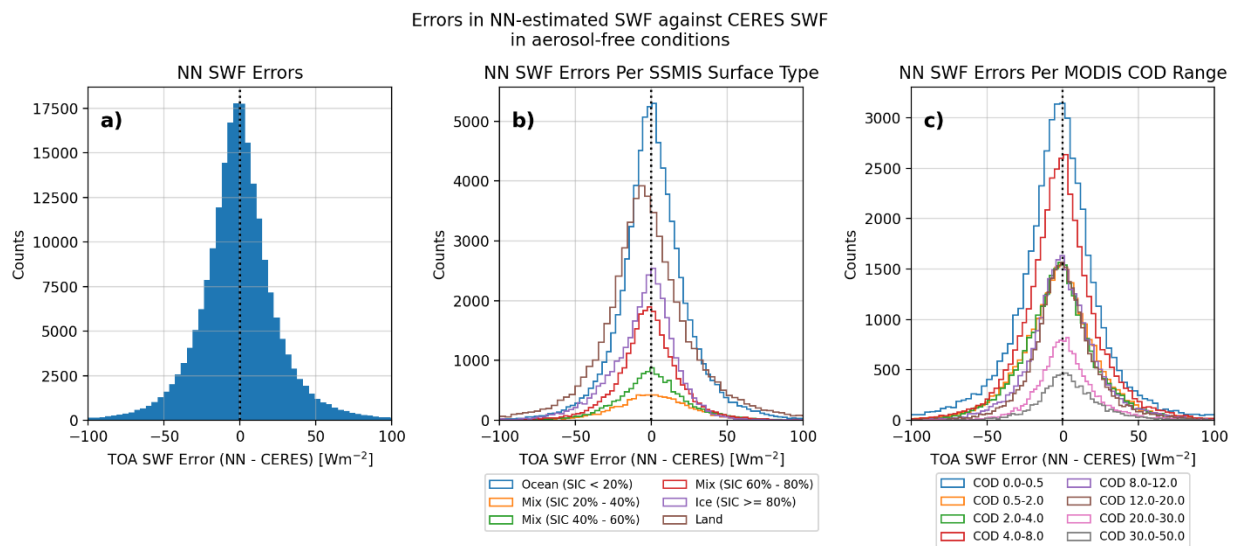 Errors in NN-estimated SWF against CERES SWF
in aerosol-free conditions
NN SWF Errors
a)
17500
15000
12500
10000
7500
5000
2500
0
Counts
−100 −50 0 50 100
TOA SWF Error (NN - CERES) [Wm⁻²]
NN SWF Errors Per SSMIS Surface Type
b)
5000
4000
3000
2000
1000
0
Counts
−100 −50 0 50 100
TOA SWF Error (NN - CERES) [Wm⁻²]
Ocean (SIC < 20%)
Mix (SIC 20% - 40%)
Mix (SIC 40% - 60%)
Mix (SIC 60% - 80%)
Ice (SIC >= 80%)
Land
NN SWF Errors Per MODIS COD Range
c)
3000
2500
2000
1500
1000
500
0
Counts
−100 −50 0 50 100
TOA SWF Error (NN - CERES) [Wm⁻²]
COD 0.0-0.5
COD 0.5-2.0
COD 2.0-4.0
COD 4.0-8.0
COD 8.0-12.0
COD 12.0-20.0
COD 20.0-30.0
COD 30.0-50.0